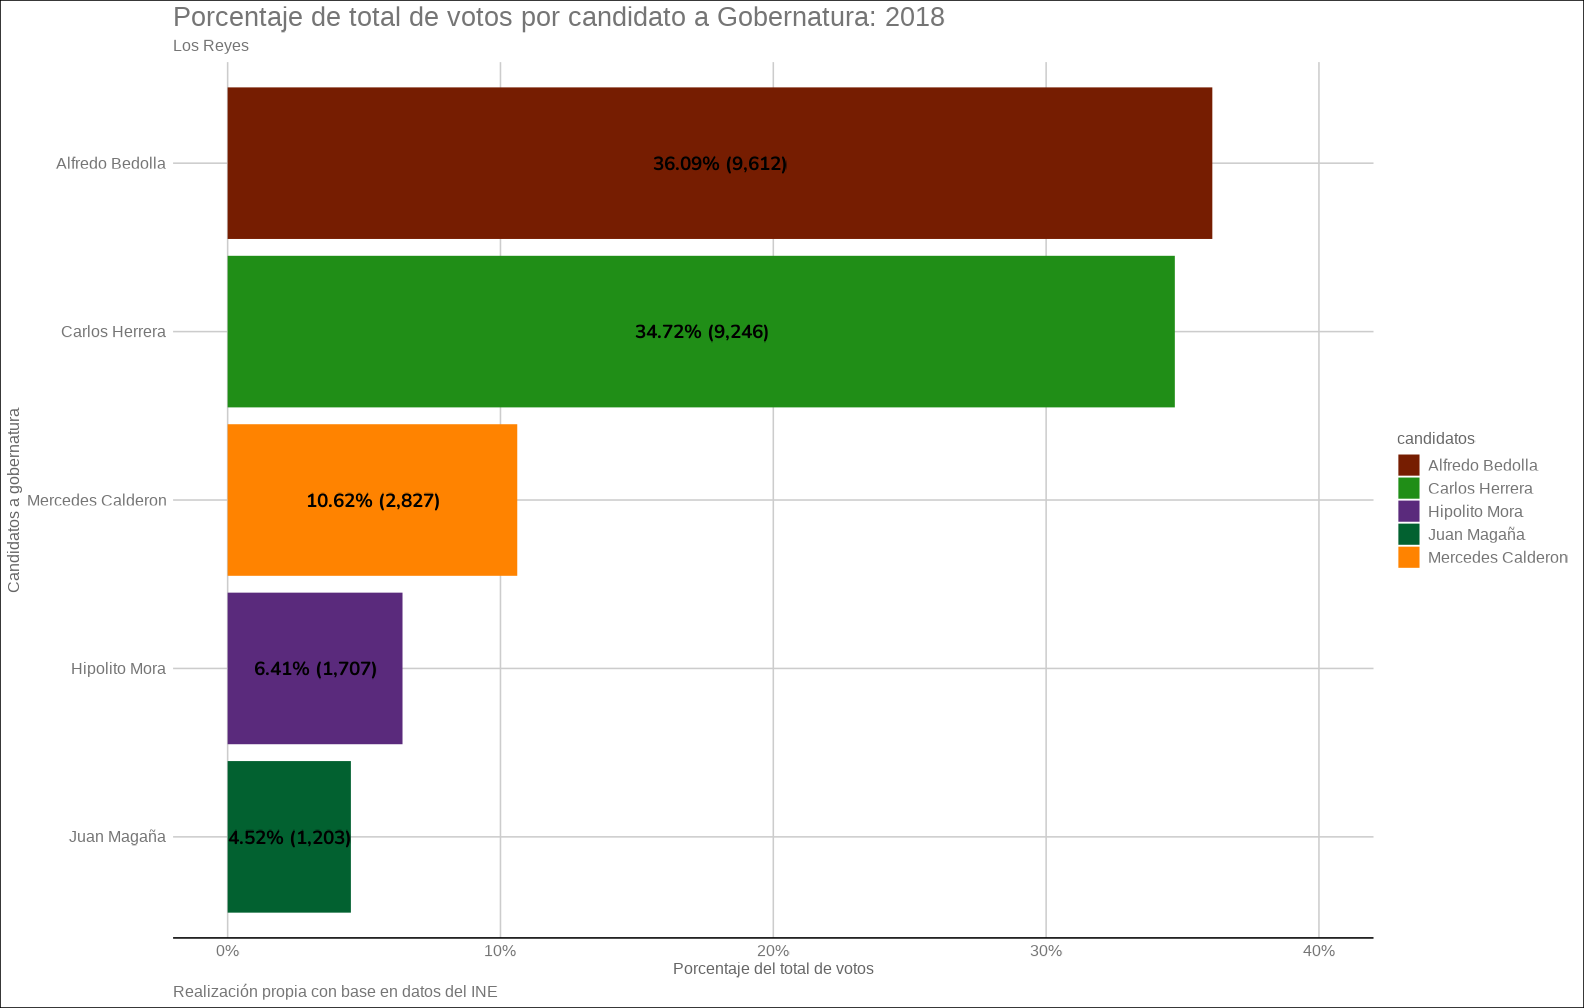 Porcentaje de total de votos por candidato a Gobernatura: 2018
Los Reyes
Candidatos a gobernatura
Alfredo Bedolla
36.09% (9,612)
Carlos Herrera
34.72% (9,246)
Mercedes Calderon
10.62% (2,827)
Hipolito Mora
6.41% (1,707)
Juan Magaña
4.52% (1,203)
0%
10%
20%
30%
40%
Porcentaje del total de votos
candidatos
Alfredo Bedolla
Carlos Herrera
Hipolito Mora
Juan Magaña
Mercedes Calderon
Realización propia con base en datos del INE